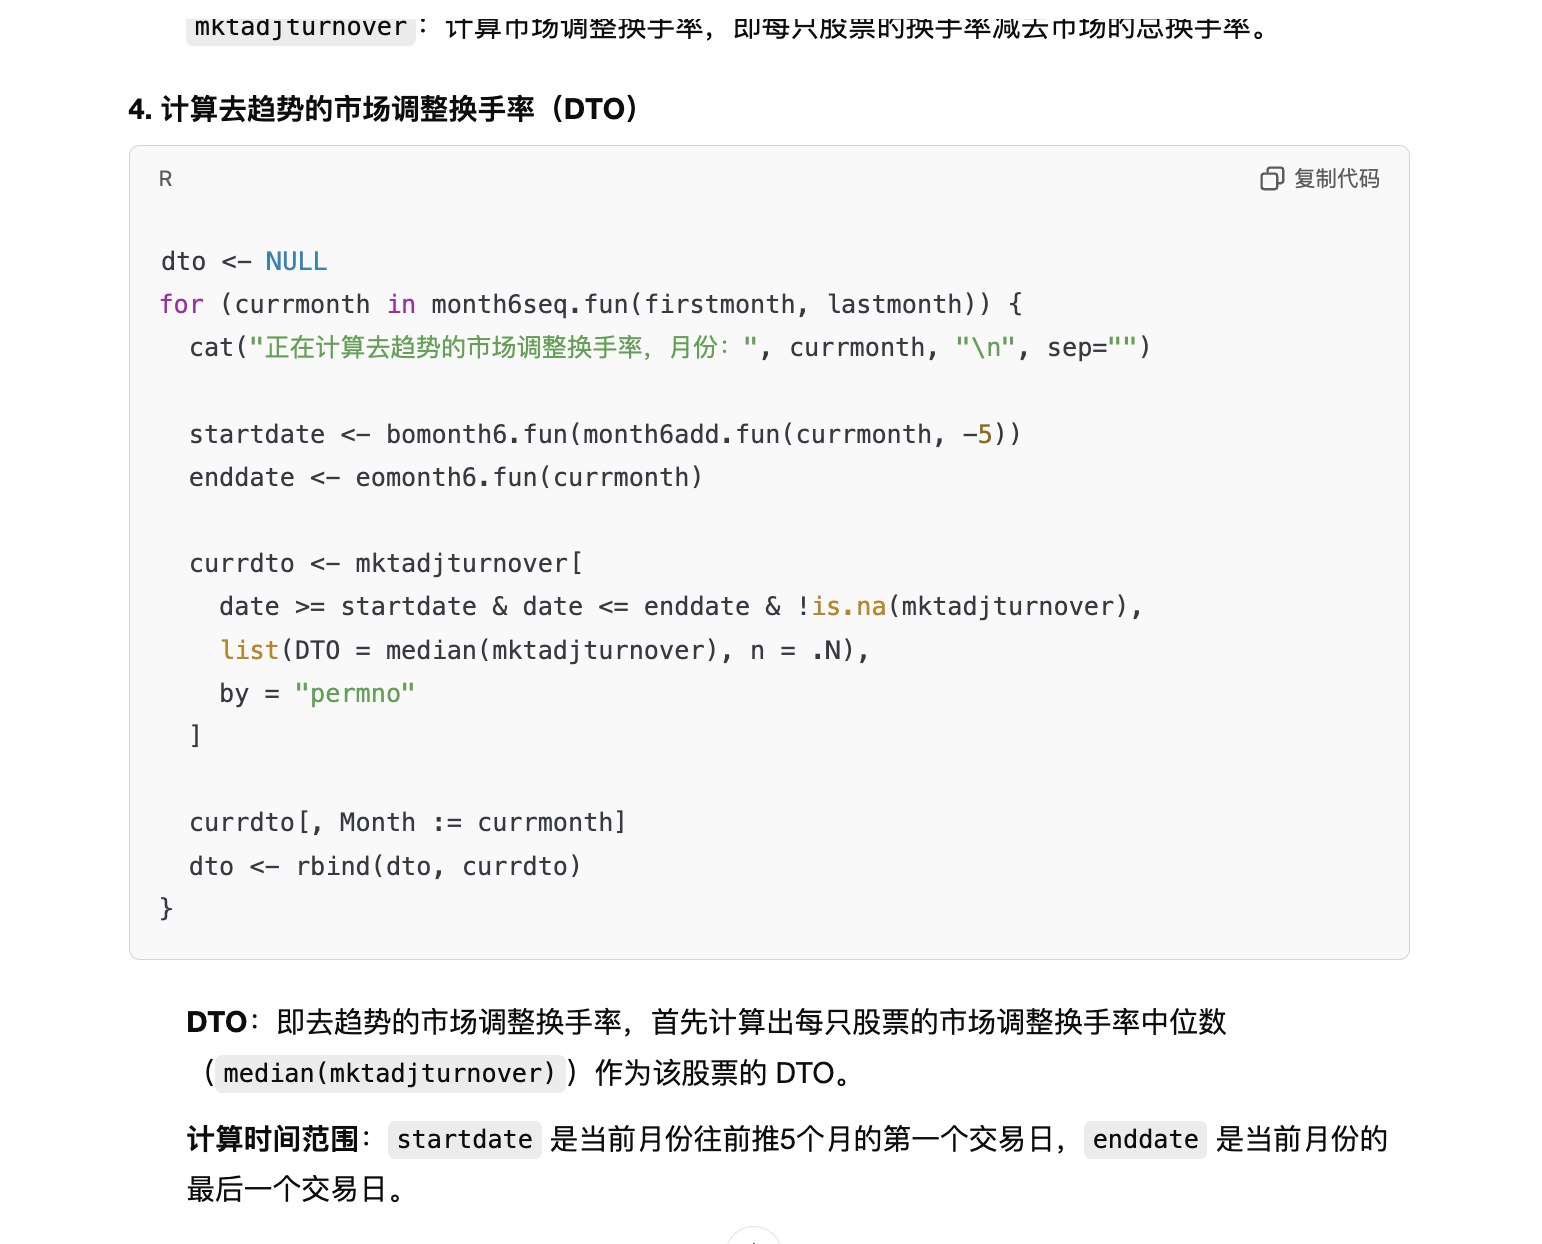 mktadjturnover：计算市场调整换手率，即每只股票的换手率减去市场的总换手率。
4. 计算去趋势的市场调整换手率（DTO）
R
复制代码
dto <- NULL
for (currmonth in month6seq.fun(firstmonth, lastmonth)) {
  cat("正在计算去趋势的市场调整换手率，月份：", currmonth, "\n", sep="")
  startdate <- bomonth6.fun(month6add.fun(currmonth, -5))
  enddate <- eomonth6.fun(currmonth)
  currdto <- mktadjturnover[
    date >= startdate & date <= enddate & !is.na(mktadjturnover),
    list(DTO = median(mktadjturnover), n = .N),
    by = "permno"
  ]
  currdto[, Month := currmonth]
  dto <- rbind(dto, currdto)
}
DTO：即去趋势的市场调整换手率，首先计算出每只股票的市场调整换手率中位数
（median(mktadjturnover)）作为该股票的 DTO。
计算时间范围：startdate 是当前月份往前推5个月的第一个交易日，enddate 是当前月份的
最后一个交易日。